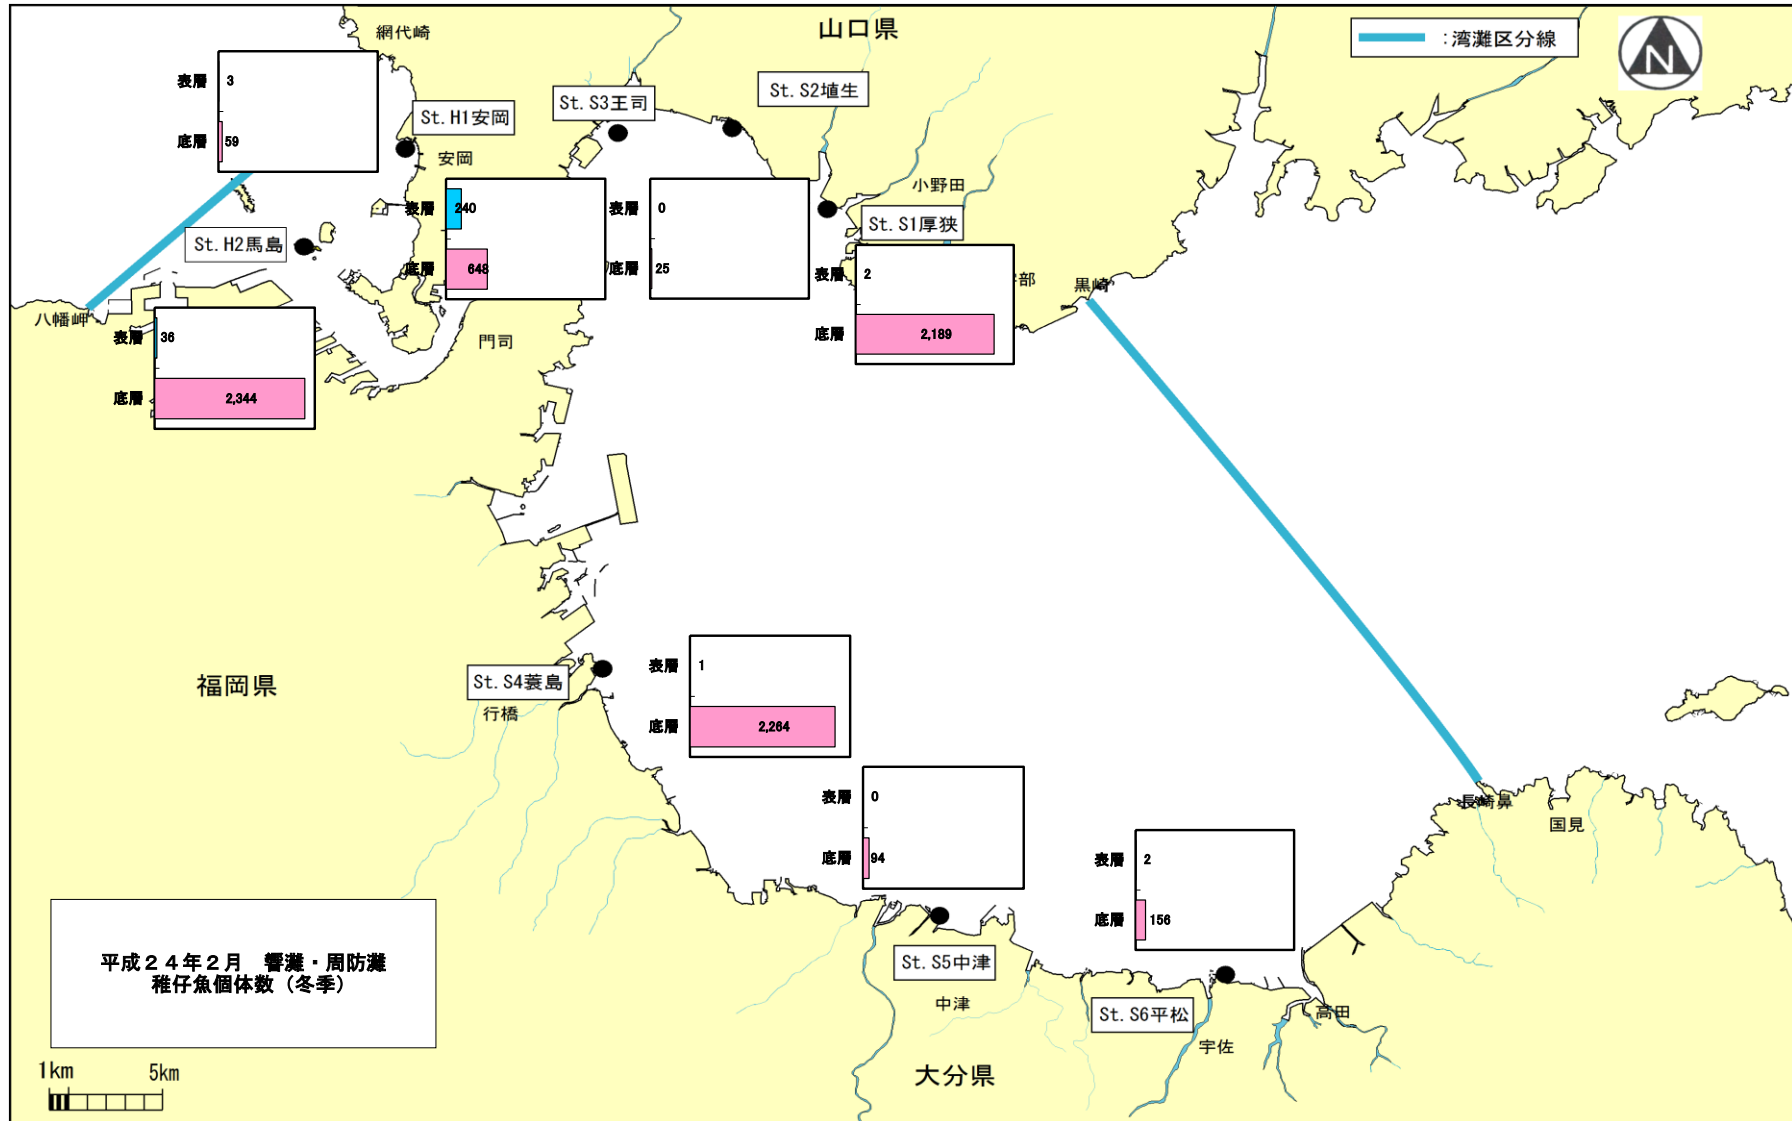 網代崎
山口県
:湾灘区分線
N
表層 3
底層 59
St.H1安岡
安岡
St.S3王司
St.S2埴生
小野田
St.S1厚狭
表層 240
底層 648
表層 0
底層 25
表層 2
底層 2,189
部
黒崎
St.H2馬島
八幡岬
表層 36
底層 2,344
門司
福岡県
St.S4蓑島
行橋
表層 1
底層 2,264
表層 0
底層 94
表層 2
底層 156
長崎鼻
国見
St.S5中津
中津
St.S6平松
宇佐
高田
大分県
平成24年2月 響灘・周防灘
稚仔魚個体数（冬季）
1km 5km